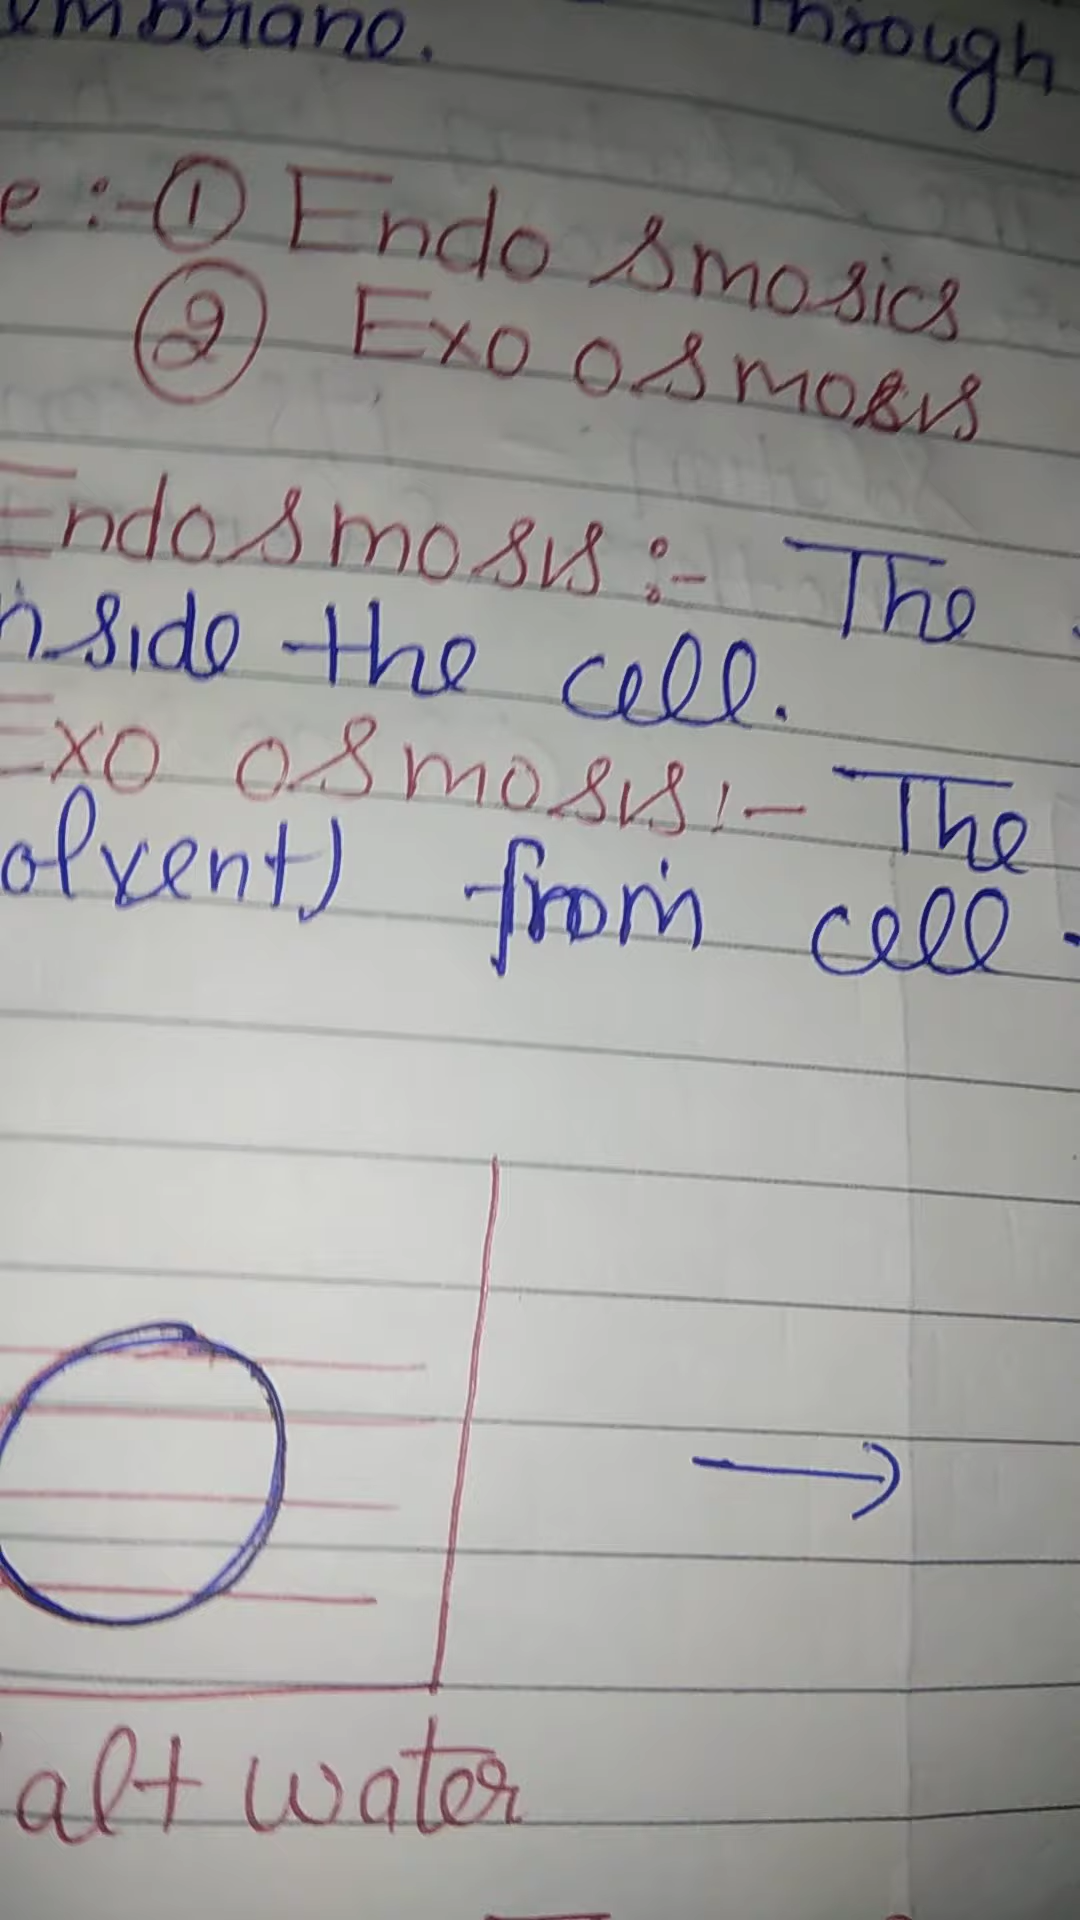 embrane. Through
e :- ① Endo smosics
② Exo osmosis
Endosmosis :- The
nside the cell.
Exo osmosis :- The
olvent) from cell.
alt water